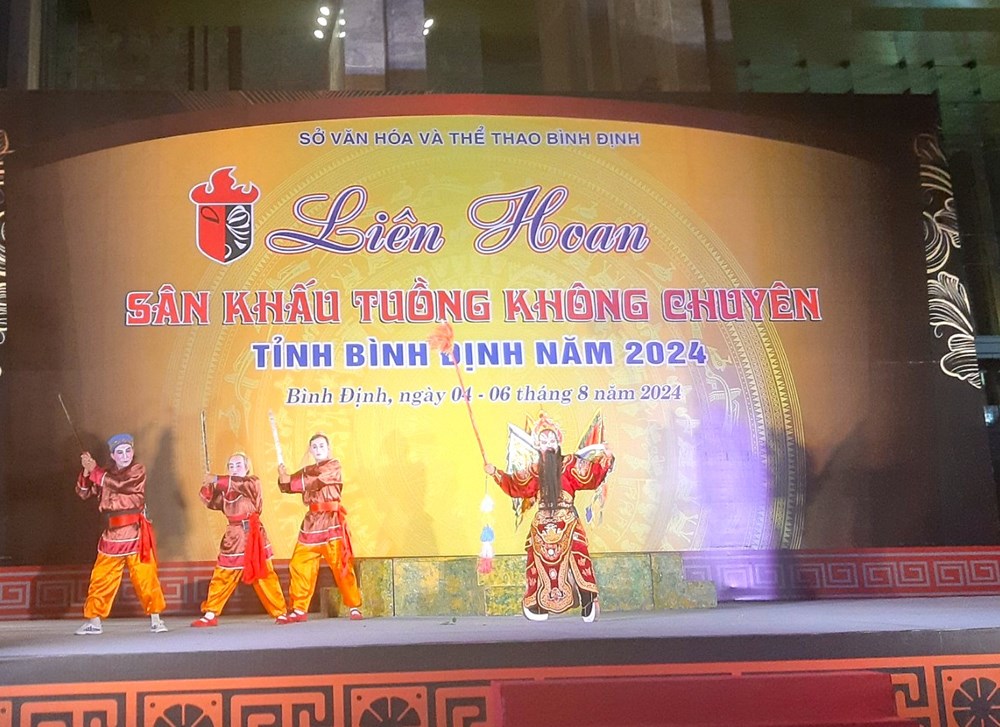 SỞ VĂN HÓA VÀ THỂ THAO BÌNH ĐỊNH
Liên Hoan
SÂN KHẤU TUỒNG KHÔNG CHUYÊN
TỈNH BÌNH ĐỊNH NĂM 2024
Bình Định, ngày 04 - 06 tháng 8 năm 2024